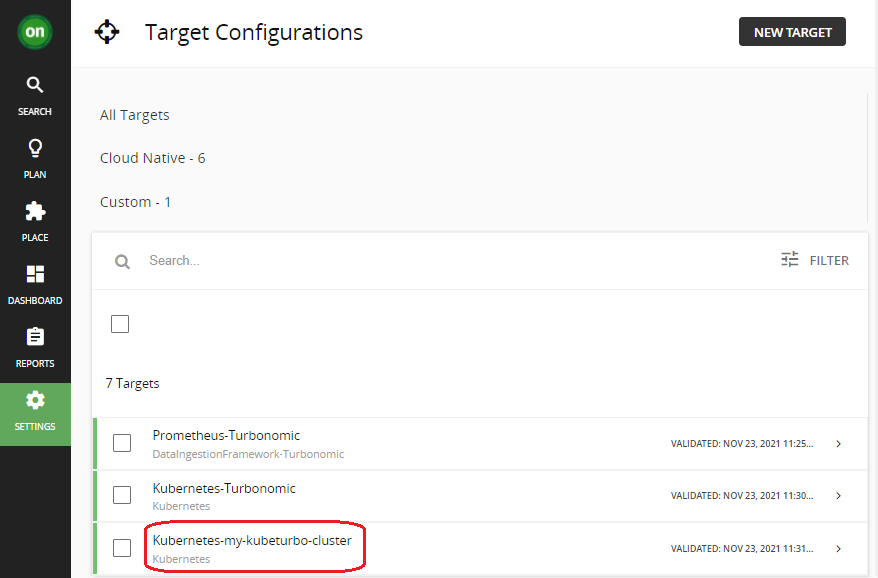 on
Target Configurations
NEW TARGET
SEARCH
PLAN
PLACE
DASHBOARD
REPORTS
SETTINGS
All Targets
Cloud Native - 6
Custom - 1
Search...
FILTER
7 Targets
Prometheus-Turbonomic
DataIngestionFramework-Turbonomic
VALIDATED: NOV 23, 2021 11:25...
Kubernetes-Turbonomic
Kubernetes
VALIDATED: NOV 23, 2021 11:30...
Kubernetes-my-kubeturbo-cluster
Kubernetes
VALIDATED: NOV 23, 2021 11:31...